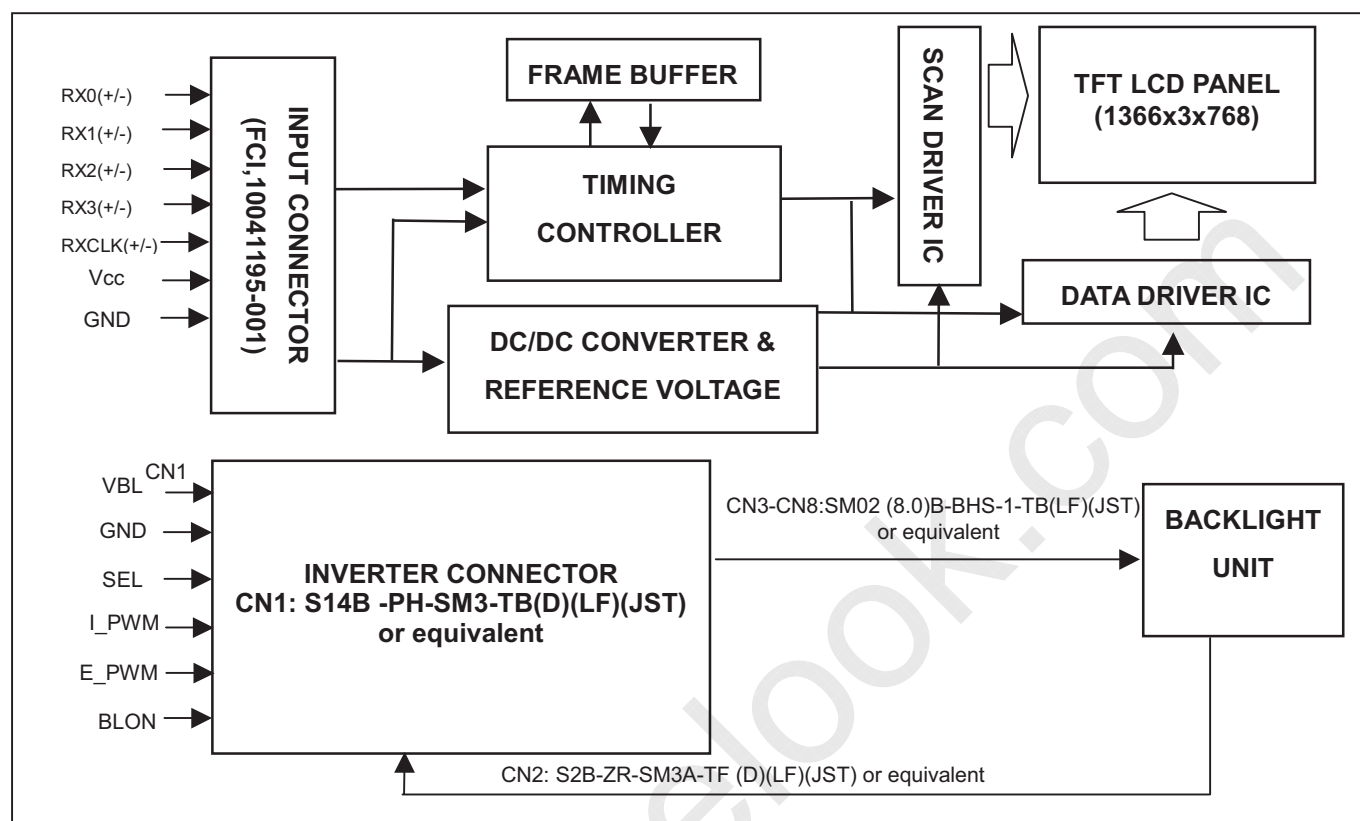 RX0(+/-)
RX1(+/-)
RX2(+/-)
RX3(+/-)
RXCLK(+/-)
Vcc
GND
INPUT CONNECTOR
(FCI,10041195-001)
FRAME BUFFER
TIMING
CONTROLLER
DC/DC CONVERTER &
REFERENCE VOLTAGE
SCAN DRIVER IC
TFT LCD PANEL
(1366x3x768)
DATA DRIVER IC
CN1
VBL
GND
SEL
I_PWM
E_PWM
BLON
INVERTER CONNECTOR
CN1: S14B -PH-SM3-TB(D)(LF)(JST)
or equivalent
CN3-CN8:SM02 (8.0)B-BHS-1-TB(LF)(JST)
or equivalent
BACKLIGHT
UNIT
CN2: S2B-ZR-SM3A-TF (D)(LF)(JST) or equivalent
elook.com